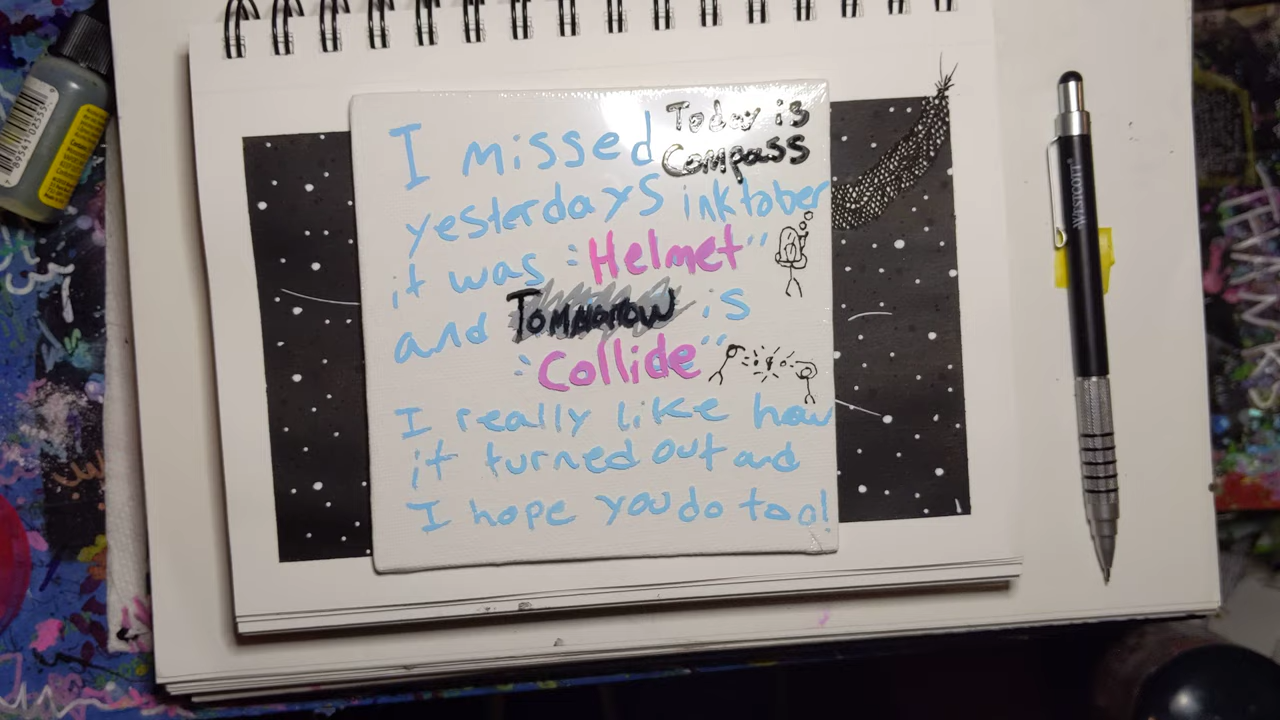 Today is
Compass
I missed
yesterdays inktober
it was "Helmet"
and Tommorow is
"Collide"
I really like how
it turned out and
I hope you do too!
WESTCOTT